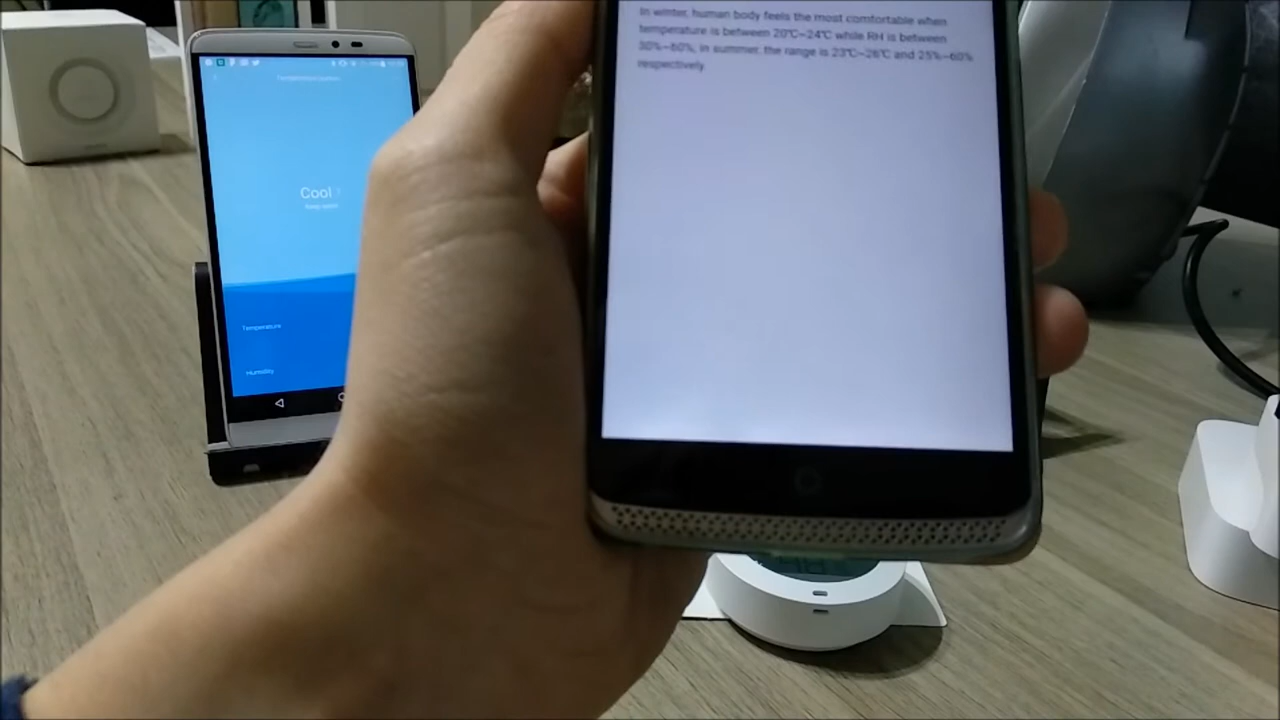 In winter, human body feels the most comfortable when
temperature is between 20℃~24℃ while RH is between
30%~60%, in summer, the range is 23℃~26℃ and 25%~60%
respectively.
Cool
Temperature
Humidity